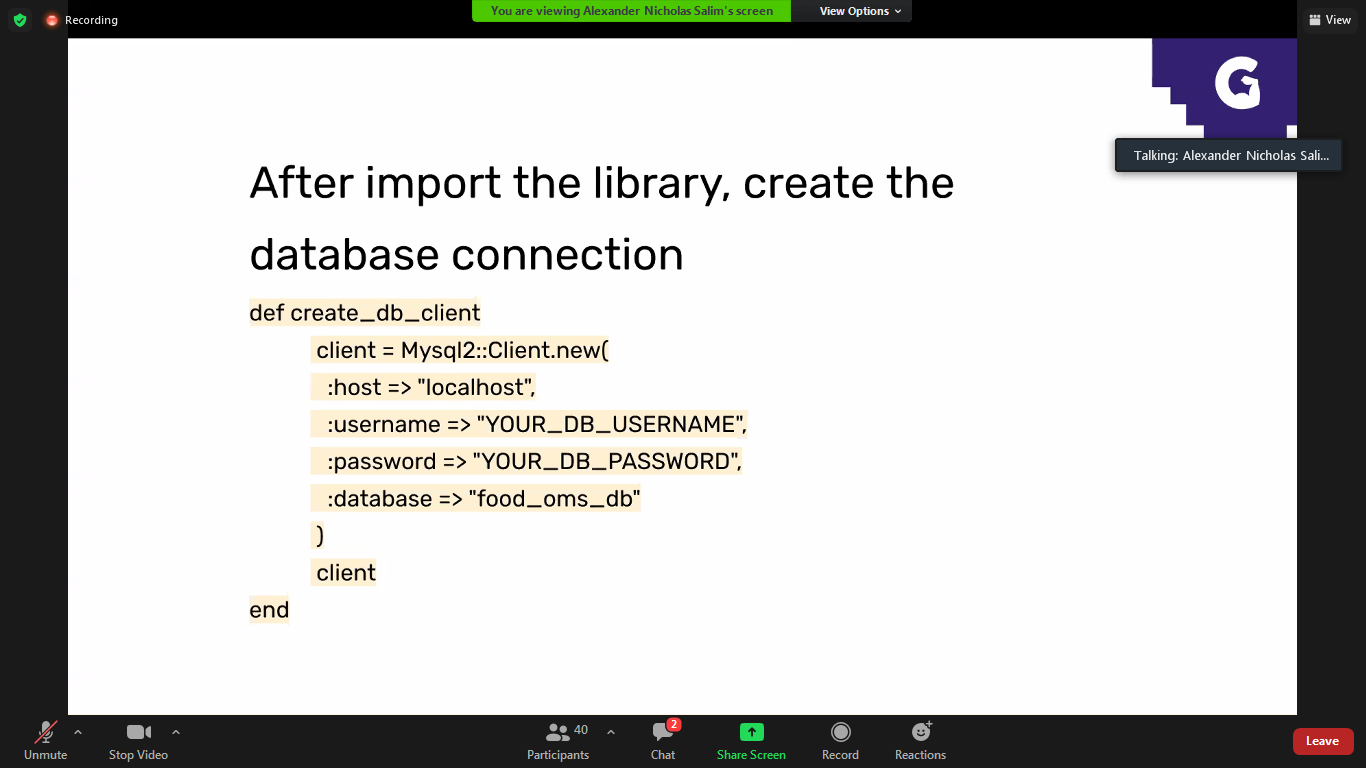 Recording
You are viewing Alexander Nicholas Salim's screen
View Options
View
G
Talking: Alexander Nicholas Sali...
After import the library, create the
database connection
def create_db_client
client = Mysql2::Client.new(
:host => "localhost",
:username => "YOUR_DB_USERNAME",
:password => "YOUR_DB_PASSWORD",
:database => "food_oms_db"
)
client
end
Unmute
Stop Video
40
Participants
2
Chat
Share Screen
Record
Reactions
Leave